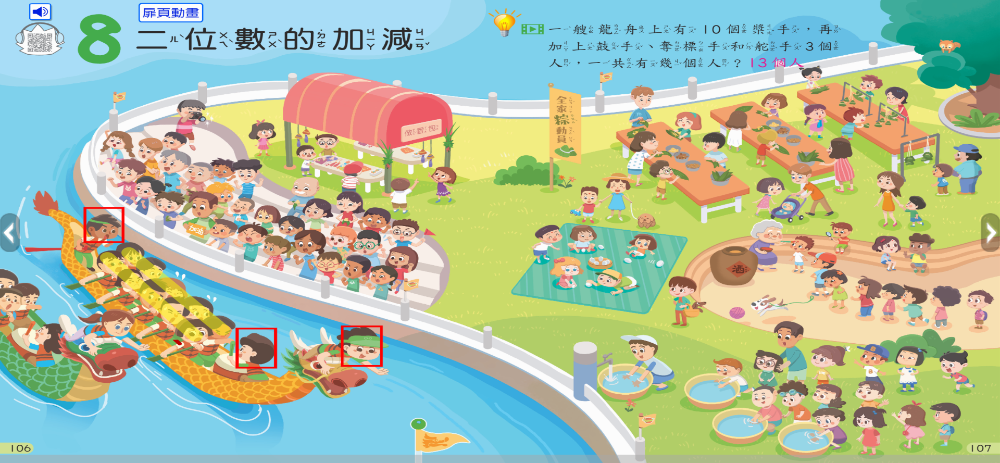 扉頁動畫
8 二位數的加減
一艘龍舟上有10個槳手，再
加上鼓手、奪標手和舵手3個
人，一共有幾個人？13個人
做香包
全家粽動員
加油
酒
B
B
106
107